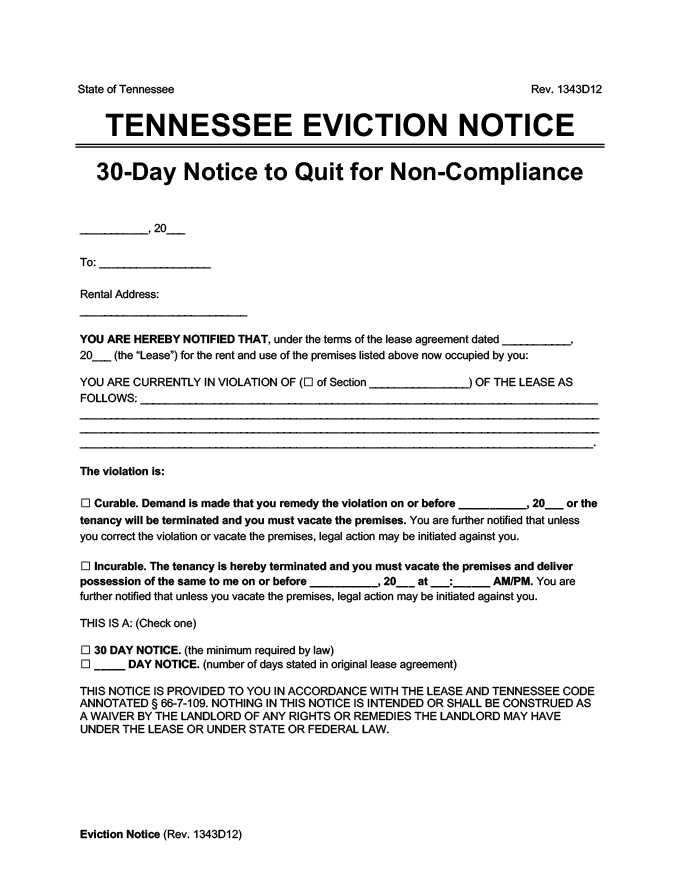 State of Tennessee Rev. 1343D12
TENNESSEE EVICTION NOTICE
30-Day Notice to Quit for Non-Compliance
___________, 20___
To: __________________
Rental Address:
___________________________
YOU ARE HEREBY NOTIFIED THAT, under the terms of the lease agreement dated ___________,
20___ (the “Lease”) for the rent and use of the premises listed above now occupied by you:
YOU ARE CURRENTLY IN VIOLATION OF (☐ of Section ________________) OF THE LEASE AS
FOLLOWS: __________________________________________________________________________
____________________________________________________________________________________
____________________________________________________________________________________
___________________________________________________________________________________.
The violation is:
☐ Curable. Demand is made that you remedy the violation on or before ___________, 20___ or the
tenancy will be terminated and you must vacate the premises. You are further notified that unless
you correct the violation or vacate the premises, legal action may be initiated against you.
☐ Incurable. The tenancy is hereby terminated and you must vacate the premises and deliver
possession of the same to me on or before ___________, 20___ at ___:______ AM/PM. You are
further notified that unless you vacate the premises, legal action may be initiated against you.
THIS IS A: (Check one)
☐ 30 DAY NOTICE. (the minimum required by law)
☐ _____ DAY NOTICE. (number of days stated in original lease agreement)
THIS NOTICE IS PROVIDED TO YOU IN ACCORDANCE WITH THE LEASE AND TENNESSEE CODE
ANNOTATED § 66-7-109. NOTHING IN THIS NOTICE IS INTENDED OR SHALL BE CONSTRUED AS
A WAIVER BY THE LANDLORD OF ANY RIGHTS OR REMEDIES THE LANDLORD MAY HAVE
UNDER THE LEASE OR UNDER STATE OR FEDERAL LAW.
Eviction Notice (Rev. 1343D12)